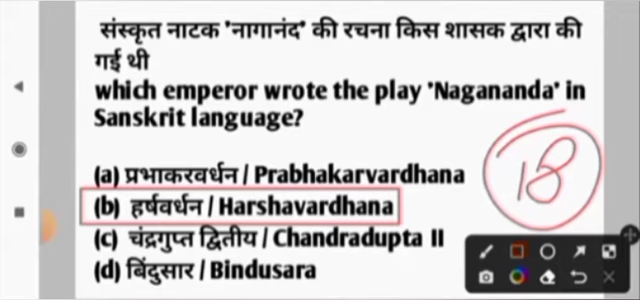 संस्कृत नाटक 'नागानंद' की रचना किस शासक द्वारा की
गई थी
which emperor wrote the play 'Nagananda' in
Sanskrit language?
(a) प्रभाकरवर्धन / Prabhakarvardhana
(b) हर्षवर्धन / Harshavardhana
(c) चंद्रगुप्त द्वितीय / Chandradupta II
(d) बिंदुसार / Bindusara
18